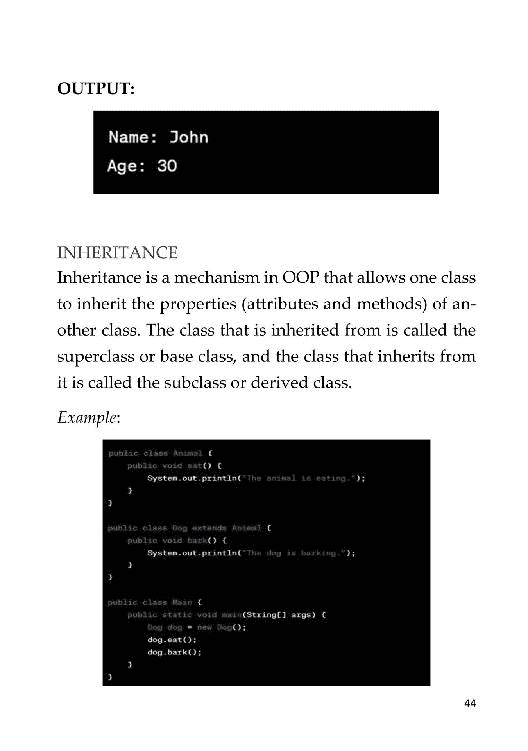 OUTPUT:
Name: John
Age: 30
INHERITANCE
Inheritance is a mechanism in OOP that allows one class
to inherit the properties (attributes and methods) of an-
other class. The class that is inherited from is called the
superclass or base class, and the class that inherits from
it is called the subclass or derived class.
Example:
public class Animal {
public void eat() {
System.out.println("The animal is eating.");
}
}
public class Dog extends Animal {
public void bark() {
System.out.println("The dog is barking.");
}
}
public class Main {
public static void main(String[] args) {
Dog dog = new Dog();
dog.eat();
dog.bark();
}
}
44